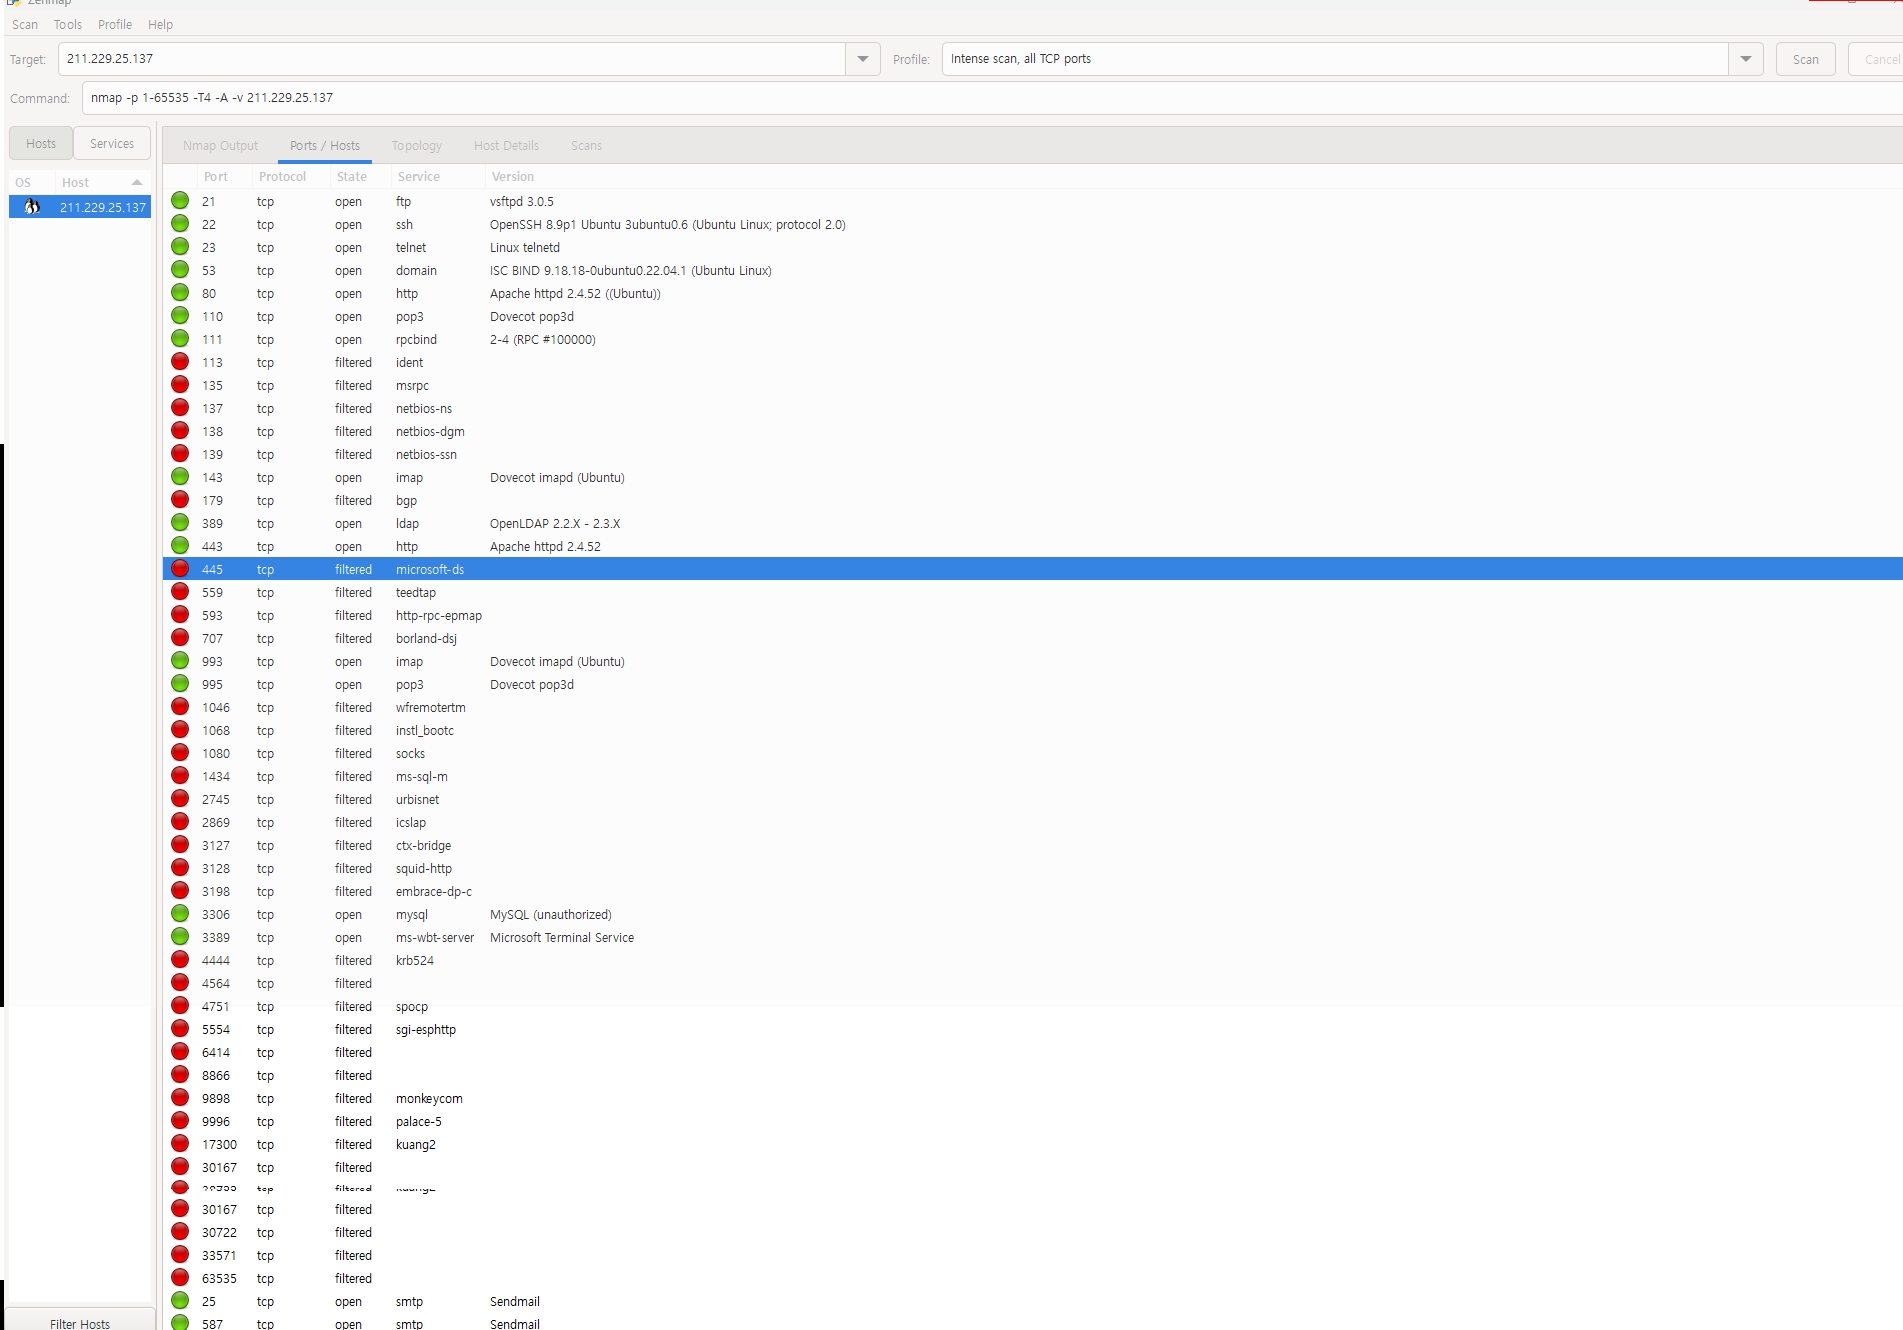 Zenmap
Scan Tools Profile Help
Target: 211.229.25.137 Profile: Intense scan, all TCP ports Scan Cancel
Command: nmap -p 1-65535 -T4 -A -v 211.229.25.137
Hosts Services Nmap Output Ports / Hosts Topology Host Details Scans
OS Host
211.229.25.137
Port Protocol State Service Version
21 tcp open ftp vsftpd 3.0.5
22 tcp open ssh OpenSSH 8.9p1 Ubuntu 3ubuntu0.6 (Ubuntu Linux; protocol 2.0)
23 tcp open telnet Linux telnetd
53 tcp open domain ISC BIND 9.18.18-0ubuntu0.22.04.1 (Ubuntu Linux)
80 tcp open http Apache httpd 2.4.52 ((Ubuntu))
110 tcp open pop3 Dovecot pop3d
111 tcp open rpcbind 2-4 (RPC #100000)
113 tcp filtered ident
135 tcp filtered msrpc
137 tcp filtered netbios-ns
138 tcp filtered netbios-dgm
139 tcp filtered netbios-ssn
143 tcp open imap Dovecot imapd (Ubuntu)
179 tcp filtered bgp
389 tcp open ldap OpenLDAP 2.2.X - 2.3.X
443 tcp open http Apache httpd 2.4.52
445 tcp filtered microsoft-ds
559 tcp filtered teedtap
593 tcp filtered http-rpc-epmap
707 tcp filtered borland-dsj
993 tcp open imap Dovecot imapd (Ubuntu)
995 tcp open pop3 Dovecot pop3d
1046 tcp filtered wfremotertm
1068 tcp filtered instl_bootc
1080 tcp filtered socks
1434 tcp filtered ms-sql-m
2745 tcp filtered urbisnet
2869 tcp filtered icslap
3127 tcp filtered ctx-bridge
3128 tcp filtered squid-http
3198 tcp filtered embrace-dp-c
3306 tcp open mysql MySQL (unauthorized)
3389 tcp open ms-wbt-server Microsoft Terminal Service
4444 tcp filtered krb524
4564 tcp filtered
4751 tcp filtered spocp
5554 tcp filtered sgi-esphttp
6414 tcp filtered
8866 tcp filtered
9898 tcp filtered monkeycom
9996 tcp filtered palace-5
17300 tcp filtered kuang2
30167 tcp filtered
tcp filtered
30167 tcp filtered
30722 tcp filtered
33571 tcp filtered
63535 tcp filtered
25 tcp open smtp Sendmail
587 tcp open smtp Sendmail
Filter Hosts